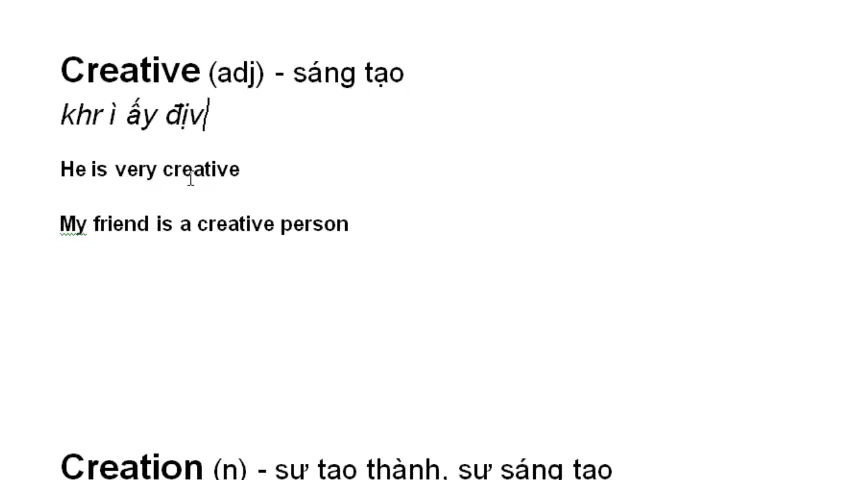 Creative (adj) - sáng tạo
khr ì ấy địv
He is very creative
My friend is a creative person
Creation (n) - sự tạo thành, sự sáng tạo